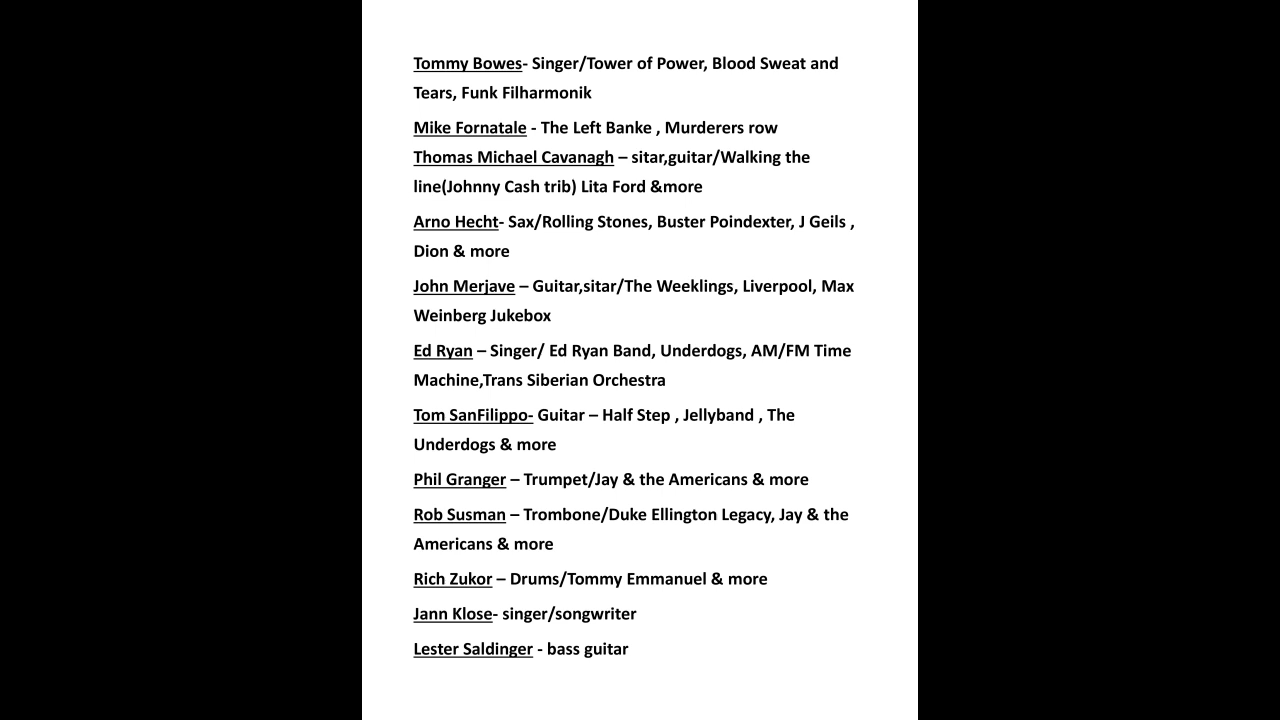 Tommy Bowes- Singer/Tower of Power, Blood Sweat and
Tears, Funk Filharmonik
Mike Fornatale - The Left Banke , Murderers row
Thomas Michael Cavanagh – sitar,guitar/Walking the
line(Johnny Cash trib) Lita Ford &more
Arno Hecht- Sax/Rolling Stones, Buster Poindexter, J Geils ,
Dion & more
John Merjave – Guitar,sitar/The Weeklings, Liverpool, Max
Weinberg Jukebox
Ed Ryan – Singer/ Ed Ryan Band, Underdogs, AM/FM Time
Machine,Trans Siberian Orchestra
Tom SanFilippo- Guitar – Half Step , Jellyband , The
Underdogs & more
Phil Granger – Trumpet/Jay & the Americans & more
Rob Susman – Trombone/Duke Ellington Legacy, Jay & the
Americans & more
Rich Zukor – Drums/Tommy Emmanuel & more
Jann Klose- singer/songwriter
Lester Saldinger - bass guitar